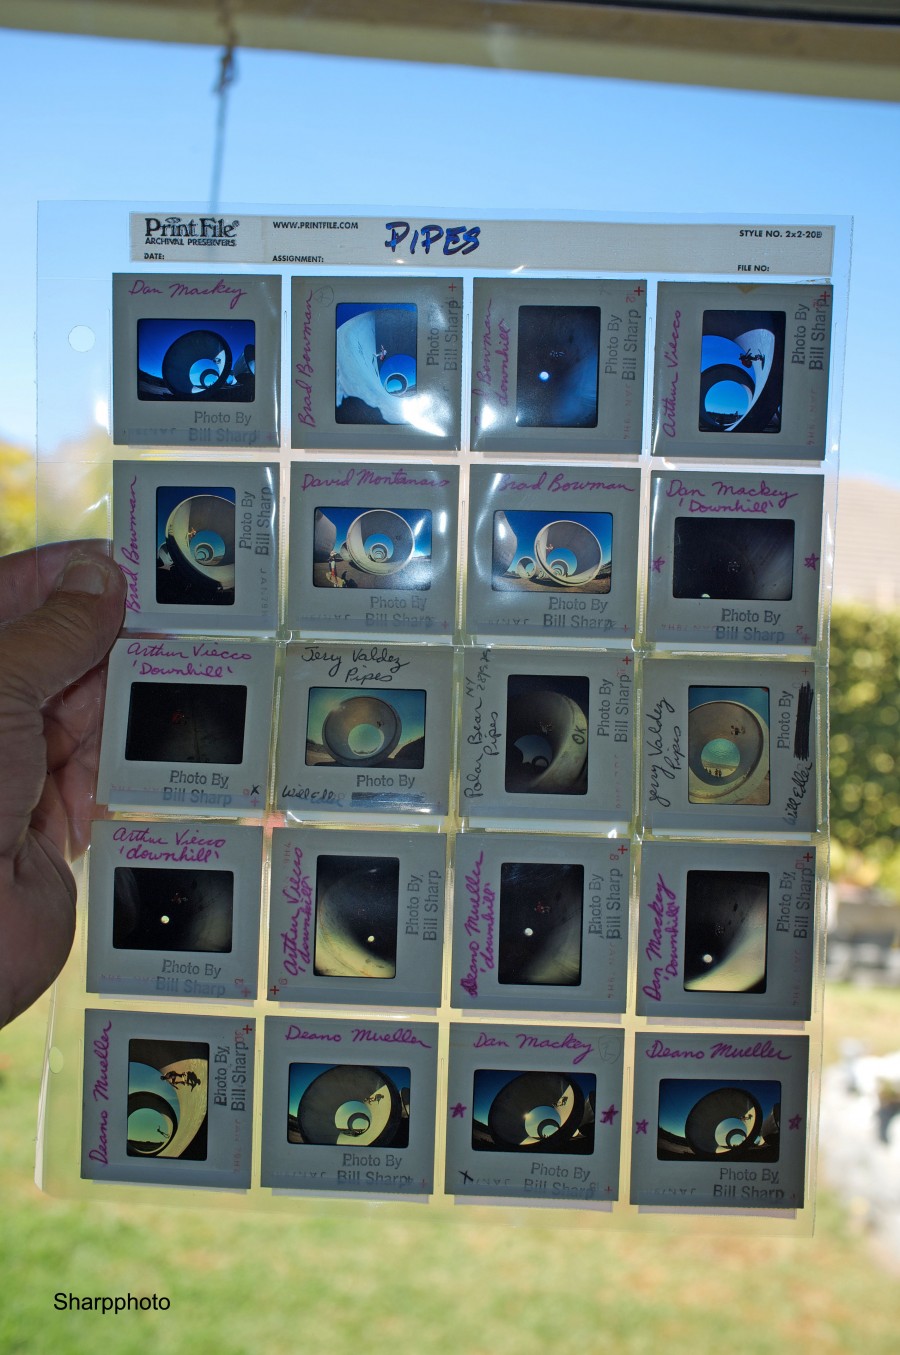 Print File®
ARCHIVAL PRESERVERS
WWW.PRINTFILE.COM
PIPES
STYLE NO. 2x2-20B
DATE:
ASSIGNMENT:
FILE NO:
Dan Mackey
Photo By
Bill Sharp
Brad Bowman
Photo By
Bill Sharp
Brad Bowman
downhill'
Photo By
Bill Sharp
Arthur Viecco
Photo By
Bill Sharp
Brad Bowman
Photo By
Bill Sharp
David Montanaro
Photo By
Bill Sharp
Brad Bowman
Photo By
Bill Sharp
Dan Mackey
'Downhill'
Photo By
Bill Sharp
Arthur Viecco
'Downhill'
Photo By
Bill Sharp
Jerry Valdez
Pipes
Photo By
Polar Bear
Pipes
OK
Photo By
Bill Sharp
Jerry Valdez
Pipes
Photo By
Arthur Viecco
'downhill'
Photo By
Bill Sharp
Arthur Viecco
'downhill'
Photo By
Bill Sharp
Deano Mueller
'downhill'
Photo By
Bill Sharp
Dan Mackey
'Downhill'
Photo By
Bill Sharp
Deano Mueller
Photo By
Bill Sharp
Deano Mueller
Photo By
Bill Sharp
Dan Mackey
Photo By
Bill Sharp
Deano Mueller
Photo By
Bill Sharp
Sharpphoto